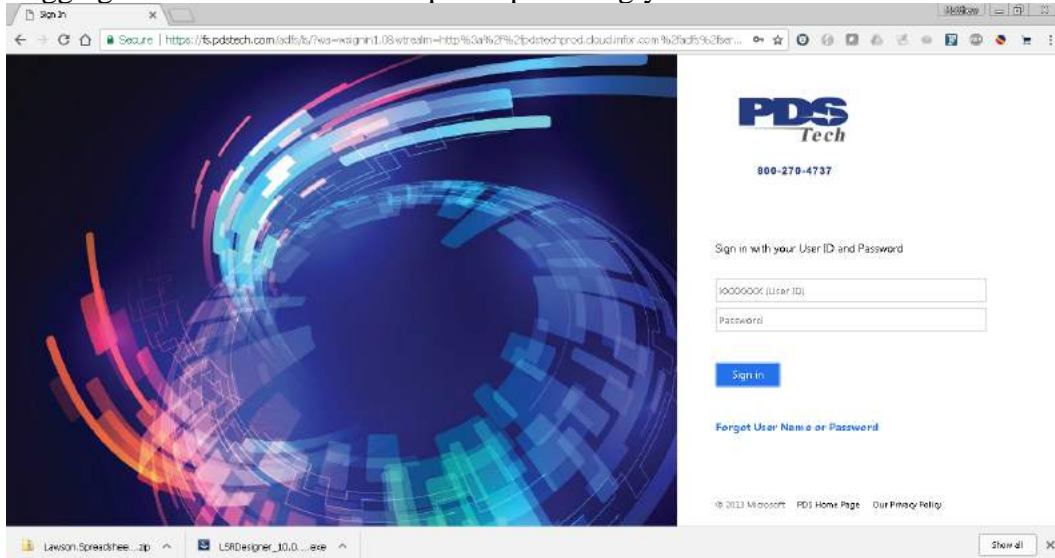 Sign In
Matthew
Secure | https://fs.pdstech.com/adfs/ls/?wa=wsignin1.0&wtrealm=http%3a%2f%2fpdstechprod.cloud.infor.com%2fadfs%2fser...
PDS
Tech
800-270-4737
Sign in with your User ID and Password
(User ID)
Password
Sign in
Forgot User Name or Password
© 2013 Microsoft PDS Home Page Our Privacy Policy
Lawson.Spreadshee....zip
LSRDesigner_10.0....exe
Show all